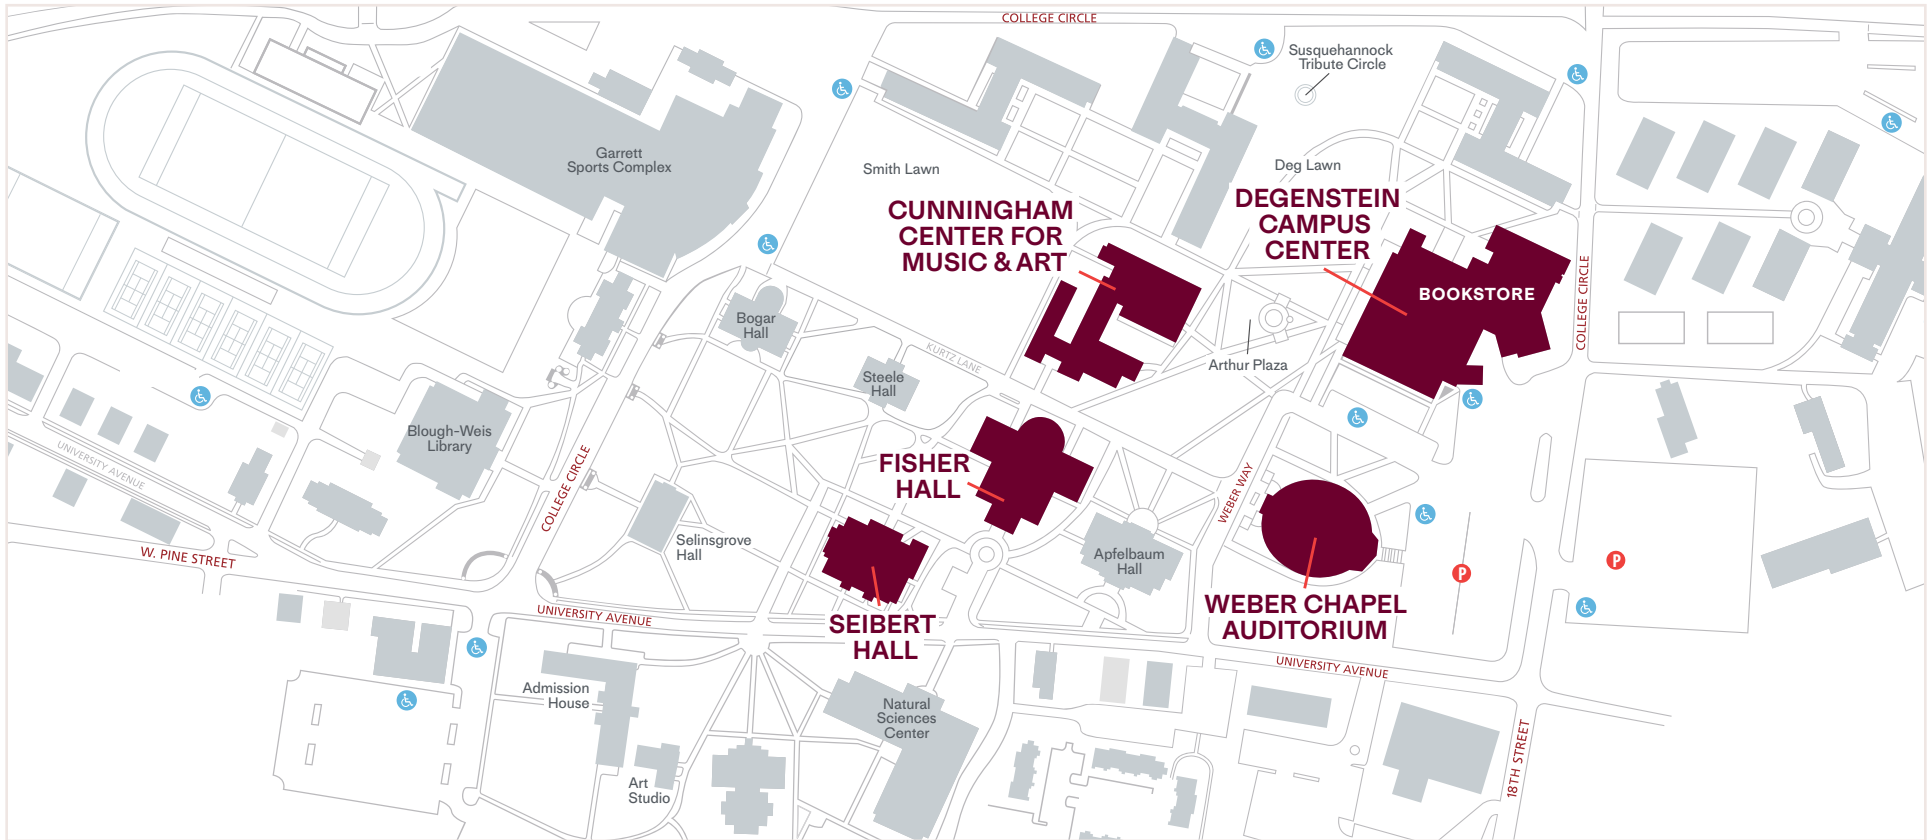 COLLEGE CIRCLE
Susquehannock
Tribute Circle
Garrett
Sports Complex
Smith Lawn
Deg Lawn
CUNNINGHAM
CENTER FOR
MUSIC & ART
DEGENSTEIN
CAMPUS
CENTER
BOOKSTORE
COLLEGE CIRCLE
Bogar
Hall
KURTZ LANE
Arthur Plaza
Steele
Hall
Blough-Weis
Library
UNIVERSITY AVENUE
COLLEGE CIRCLE
FISHER
HALL
WEBER WAY
Selinsgrove
Hall
Apfelbaum
Hall
W. PINE STREET
P
P
UNIVERSITY AVENUE
SEIBERT
HALL
WEBER CHAPEL
AUDITORIUM
UNIVERSITY AVENUE
Admission
House
Natural
Sciences
Center
18TH STREET
Art
Studio